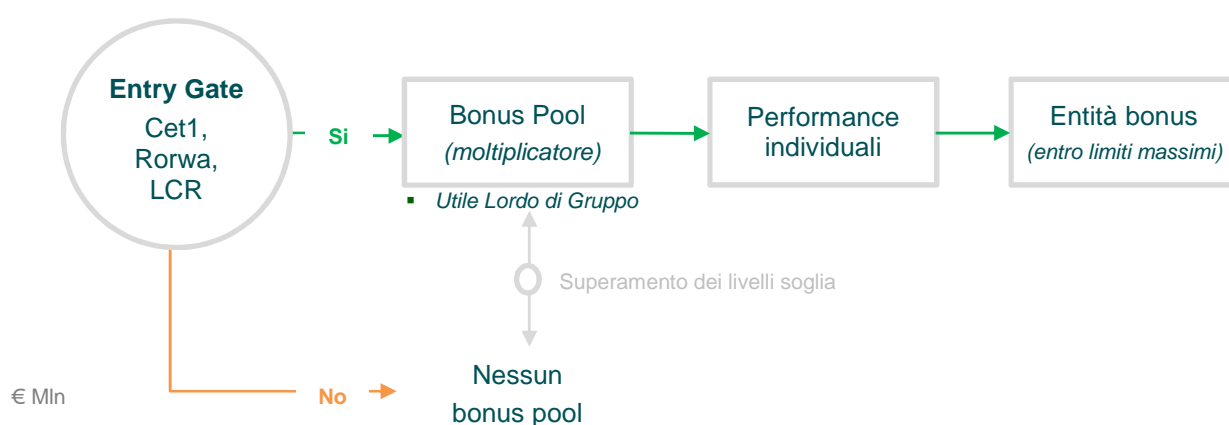 Entry Gate
Cet1,
Rorwa,
LCR
Si
Bonus Pool
(moltiplicatore)
▪ Utile Lordo di Gruppo
Performance
individuali
Entità bonus
(entro limiti massimi)
Superamento dei livelli soglia
€ Mln
No
Nessun
bonus pool